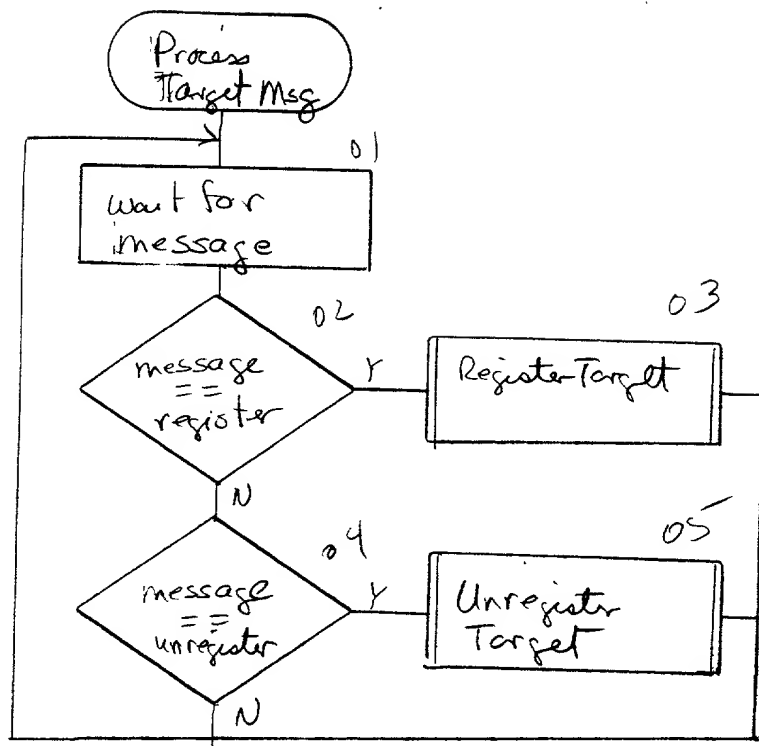 Process
Target Msg
01
wait for
message
02
message
==
register
Y
03
Register Target
N
04
message
==
unregister
Y
05
Unregister
Target
N